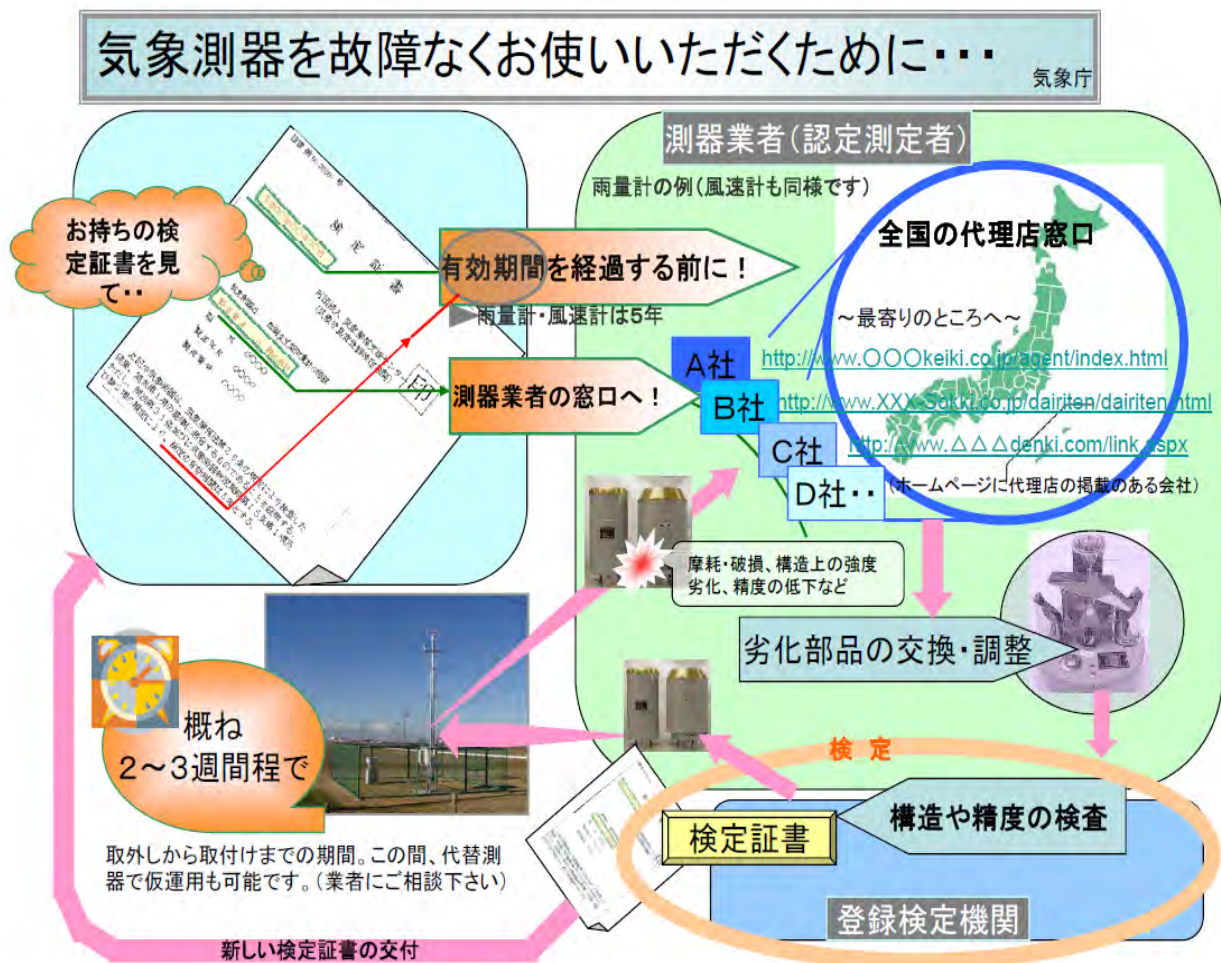 気象測器を故障なくお使いいただくために・・・
気象庁
お持ちの検
定証書を見
て・・
検定証書
印
有効期間を経過する前に！
雨量計・風速計は5年
測器業者の窓口へ！
測器業者（認定測定者）
雨量計の例（風速計も同様です）
全国の代理店窓口
～最寄りのところへ～
A社
http://www.〇〇〇keiki.co.jp/agent/index.html
B社
http://www.XXX-Sokki.co.jp/dairiten/dairiten.html
C社
http://www.△△△denki.com/link.aspx
D社・・
（ホームページに代理店の掲載のある会社）
摩耗・破損、構造上の強度
劣化、精度の低下など
劣化部品の交換・調整
概ね
２～３週間程で
取外しから取付けまでの期間。この間、代替測
器で仮運用も可能です。（業者にご相談下さい）
検定
構造や精度の検査
検定証書
登録検定機関
新しい検定証書の交付